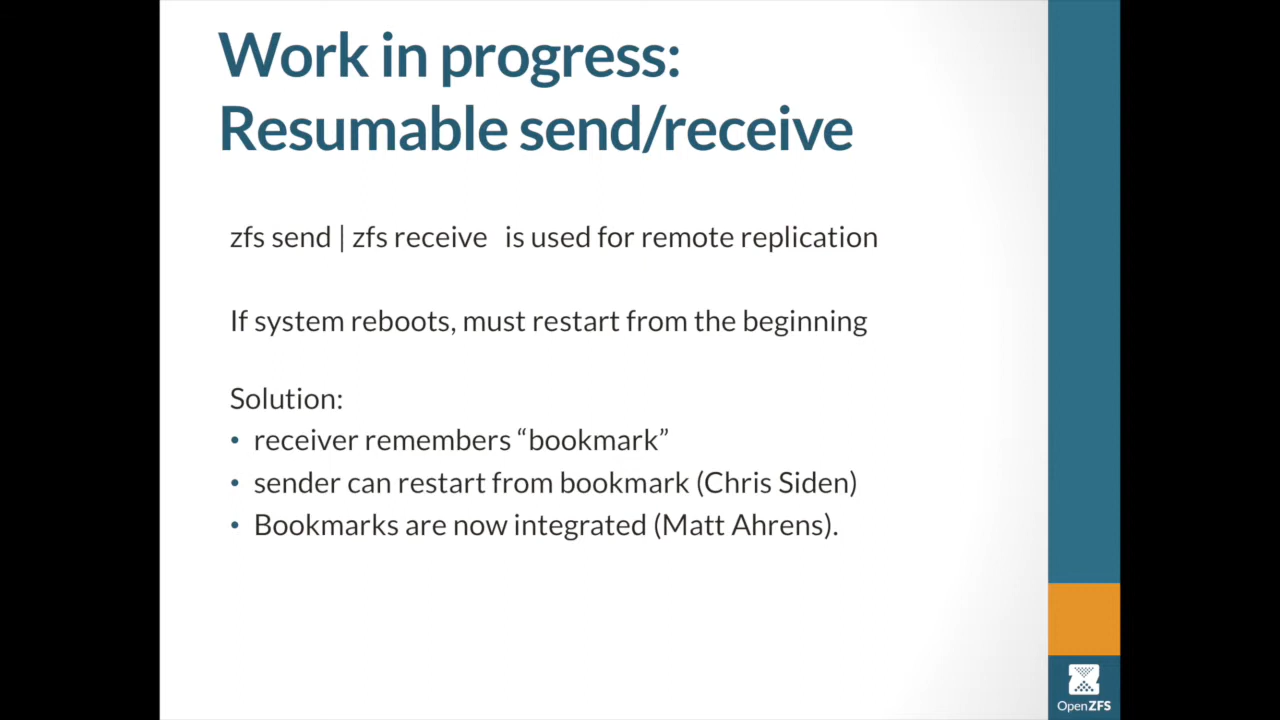 Work in progress:
Resumable send/receive
zfs send | zfs receive is used for remote replication
If system reboots, must restart from the beginning
Solution:
• receiver remembers “bookmark”
• sender can restart from bookmark (Chris Siden)
• Bookmarks are now integrated (Matt Ahrens).
OpenZFS